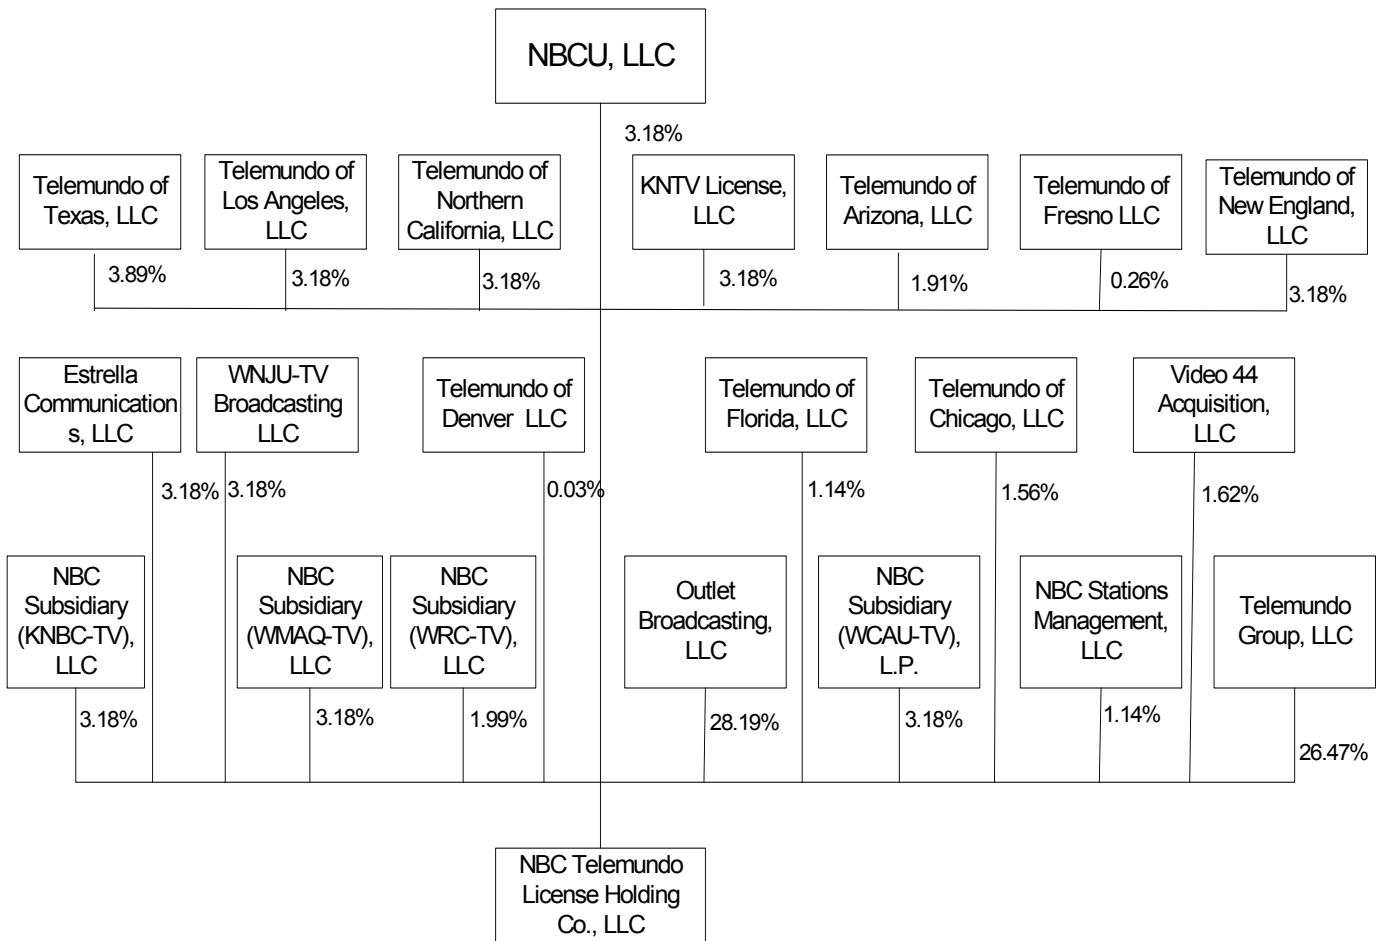 NBCU, LLC
3.18%
Telemundo of
Texas, LLC
Telemundo of
Los Angeles,
LLC
Telemundo of
Northern
California, LLC
KNTV License,
LLC
Telemundo of
Arizona, LLC
Telemundo of
Fresno LLC
Telemundo of
New England,
LLC
3.89%
3.18%
3.18%
3.18%
1.91%
0.26%
3.18%
Estrella
Communication
s, LLC
WNJU-TV
Broadcasting
LLC
Telemundo of
Denver LLC
Telemundo of
Florida, LLC
Telemundo of
Chicago, LLC
Video 44
Acquisition,
LLC
3.18%
3.18%
0.03%
1.14%
1.56%
1.62%
NBC
Subsidiary
(KNBC-TV),
LLC
NBC
Subsidiary
(WMAQ-TV),
LLC
NBC
Subsidiary
(WRC-TV),
LLC
Outlet
Broadcasting,
LLC
NBC
Subsidiary
(WCAU-TV),
L.P.
NBC Stations
Management,
LLC
Telemundo
Group, LLC
3.18%
3.18%
1.99%
28.19%
3.18%
1.14%
26.47%
NBC Telemundo
License Holding
Co., LLC